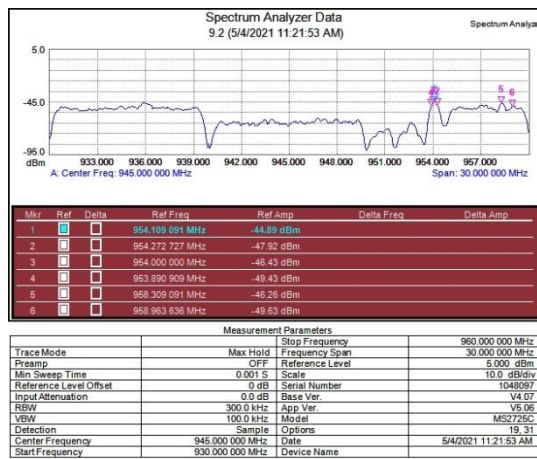 Spectrum Analyzer Data
Spectrum Analyze
9.2 (5/4/2021 11:21:53 AM)
5.0
-45.0
-95.0
dBm
4
5
6
933.000 936.000 939.000 942.000 945.000 948.000 951.000 954.000 957.000
A: Center Freq: 945.000 000 MHz Span: 30.000 000 MHz
Mkr Ref Delta Ref Freq Ref Amp Delta Freq Delta Amp
1 954.109 091 MHz -44.89 dBm
2 954.272 727 MHz -47.92 dBm
3 954.000 000 MHz -46.43 dBm
4 953.890 909 MHz -49.43 dBm
5 958.309 091 MHz -46.26 dBm
6 958.963 636 MHz -49.63 dBm
Measurement Parameters
Stop Frequency 960.000 000 MHz
Trace Mode Max Hold Frequency Span 30.000 000 MHz
Preamp OFF Reference Level 5.000 dBm
Min Sweep Time 0.001 S Scale 10.0 dB/div
Reference Level Offset 0 dB Serial Number 1048097
Input Attenuation 0.0 dB Base Ver. V4.07
RBW 300.0 kHz App Ver. V5.06
VBW 100.0 kHz Model MS2725C
Detection Sample Options 19, 31
Center Frequency 945.000 000 MHz Date 5/4/2021 11:21:53 AM
Start Frequency 930.000 000 MHz Device Name